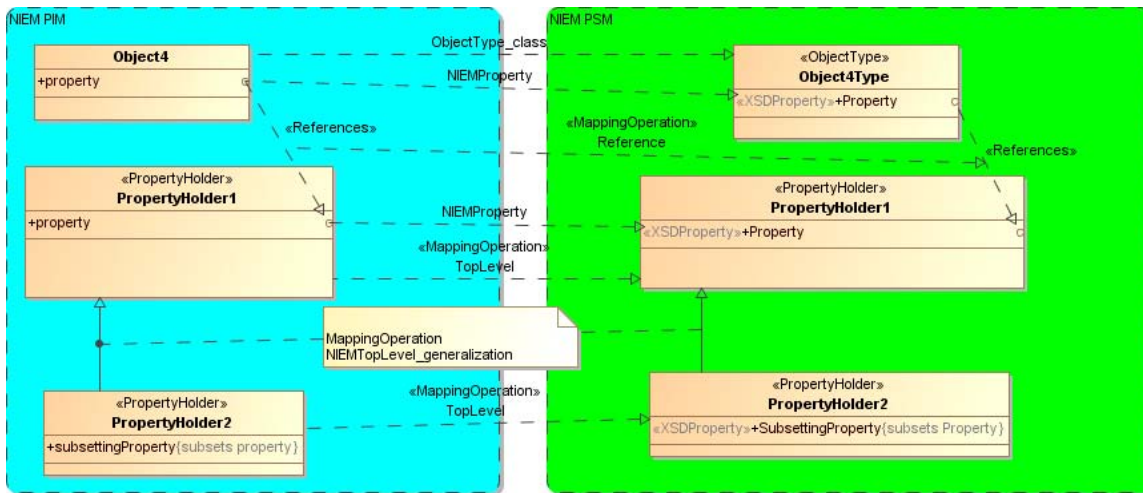 NIEM PIM
NIEM PSM
Object4
+property
ObjectType_class
NIEMProperty
«ObjectType»
Object4Type
«XSDProperty»+Property
«References»
«MappingOperation»
Reference
«References»
«PropertyHolder»
PropertyHolder1
+property
NIEMProperty
«MappingOperation»
TopLevel
«PropertyHolder»
PropertyHolder1
«XSDProperty»+Property
MappingOperation
NIEMTopLevel_generalization
«PropertyHolder»
PropertyHolder2
+subsettingProperty{subsets property}
«MappingOperation»
TopLevel
«PropertyHolder»
PropertyHolder2
«XSDProperty»+SubsettingProperty{subsets Property}